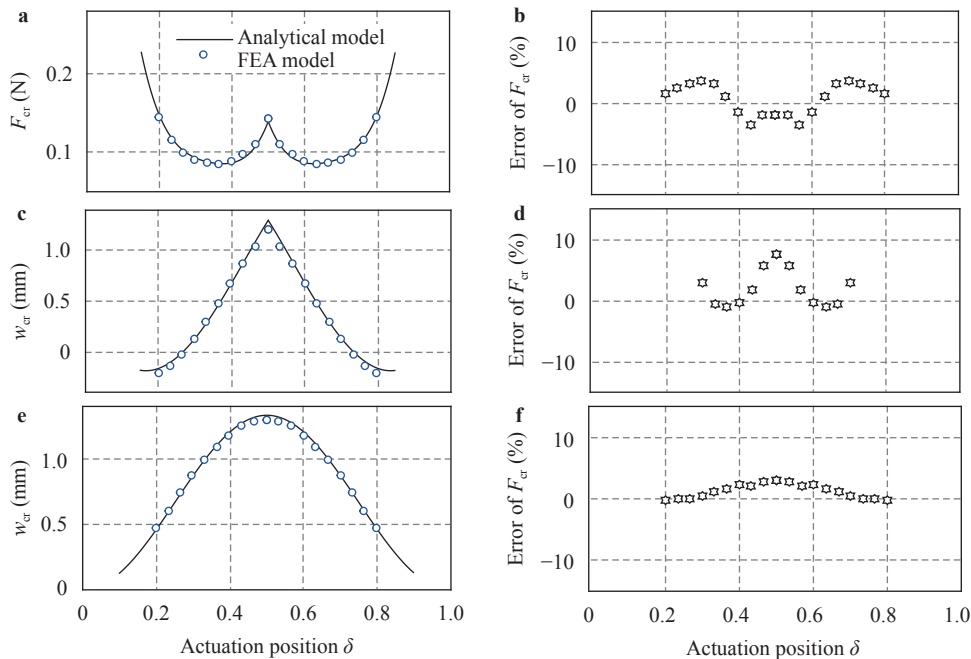 a
Analytical model
FEA model
F_cr (N)
0.2
0.1
b
Error of F_cr (%)
10
0
−10
c
w_cr (mm)
1.0
0.5
0
d
Error of F_cr (%)
10
0
−10
e
w_cr (mm)
1.0
0.5
0
0 0.2 0.4 0.6 0.8 1.0
Actuation position δ
f
Error of F_cr (%)
10
0
−10
0 0.2 0.4 0.6 0.8 1.0
Actuation position δ